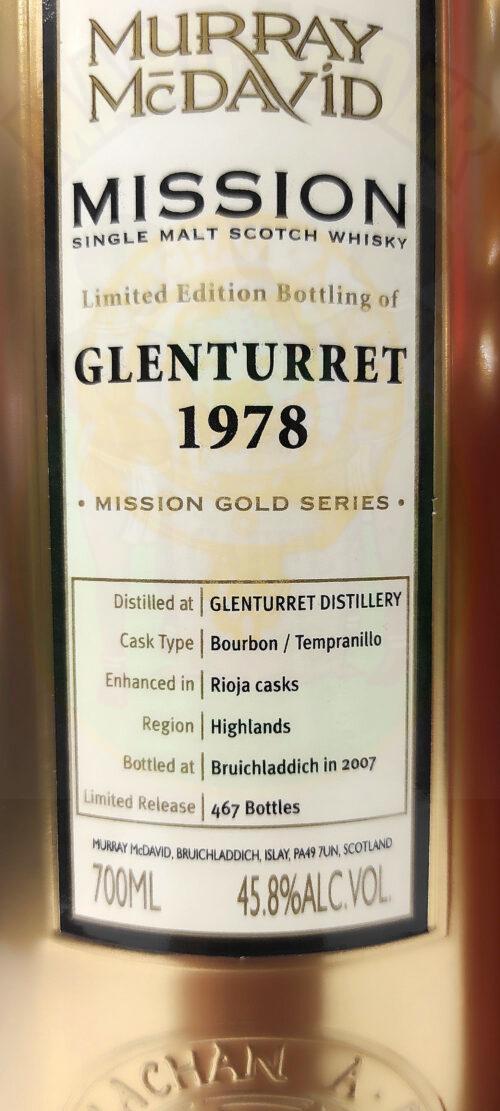 MURRAY
McDAVID
MISSION
SINGLE MALT SCOTCH WHISKY
Limited Edition Bottling of
GLENTURRET
1978
• MISSION GOLD SERIES •
Distilled at | GLENTURRET DISTILLERY
Cask Type | Bourbon / Tempranillo
Enhanced in | Rioja casks
Region | Highlands
Bottled at | Bruichladdich in 2007
Limited Release | 467 Bottles
MURRAY McDAVID, BRUICHLADDICH, ISLAY, PA49 7UN, SCOTLAND
700ML 45.8%ALC.VOL.
ACHAN A